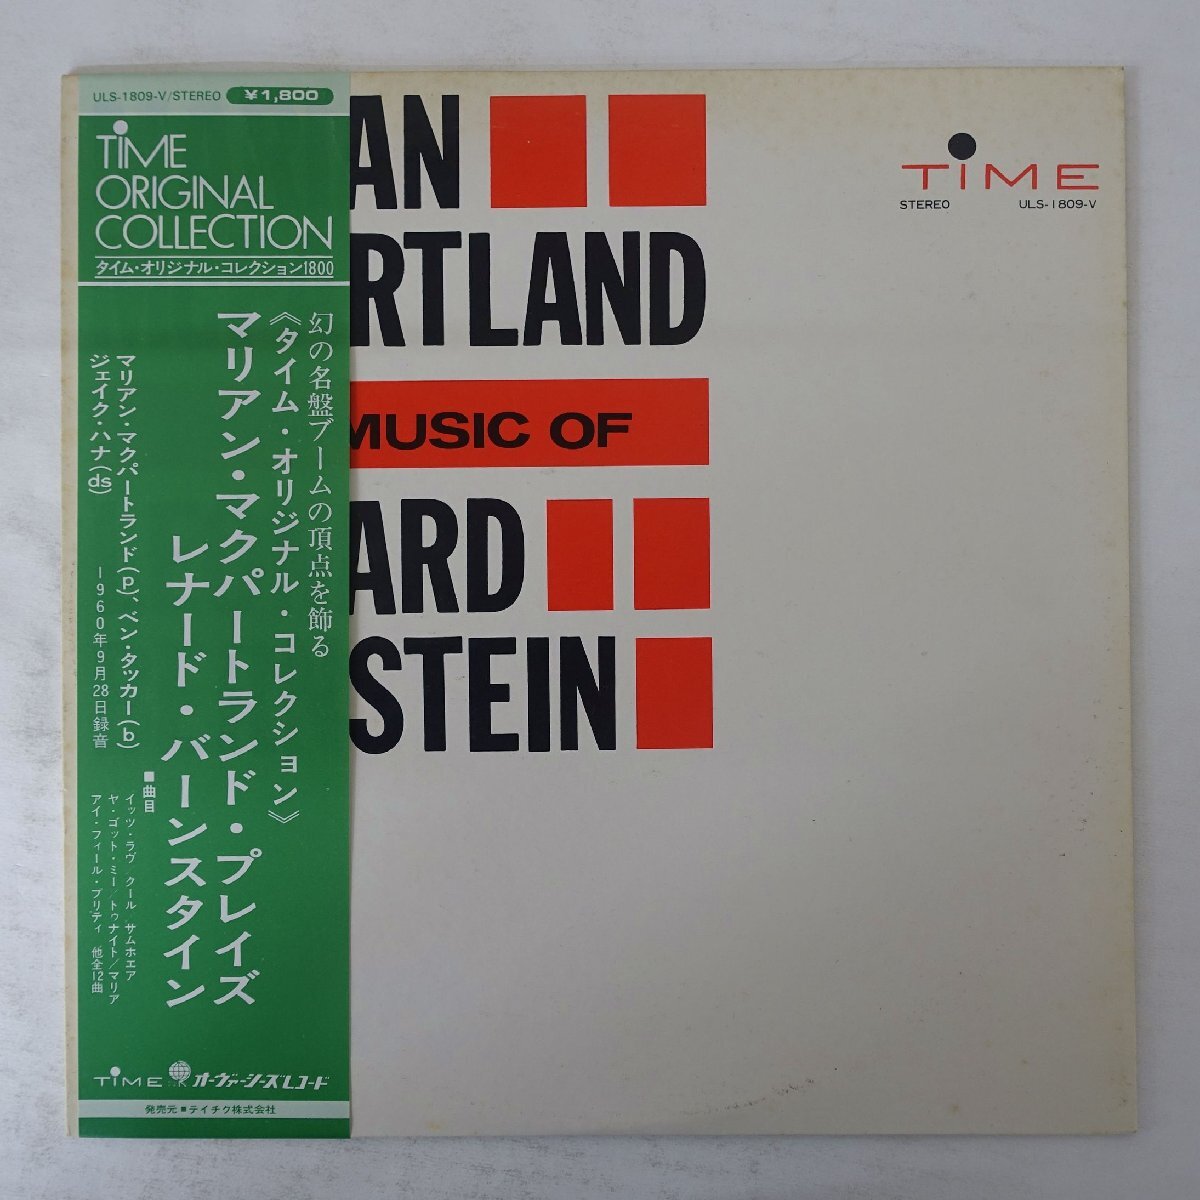 ULS-1809-V/STEREO ¥1,800
TiME
ORIGINAL
COLLECTION
タイム・オリジナル・コレクション1800
幻の名盤ブームの頂点を飾る
《タイム・オリジナル・コレクション》
マリアン・マクパートランド・プレイズ
レナード・バーンスタイン
マリアン・マクパートランド(p)、ベン・タッカー(b)
ジェイク・ハナ(ds)
1960年9月28日録音
■曲目
イッツ・ラヴ クール サムホエア
ヤ・ゴット・ミー/トゥナイト/マリア
アイ・フィール・プリティ 他全12曲
TiME オーヴァーシーズレコード
発売元■テイチク株式会社
AN
RTLAND
MUSIC OF
ARD
STEIN
TiME
STEREO ULS-1809-V